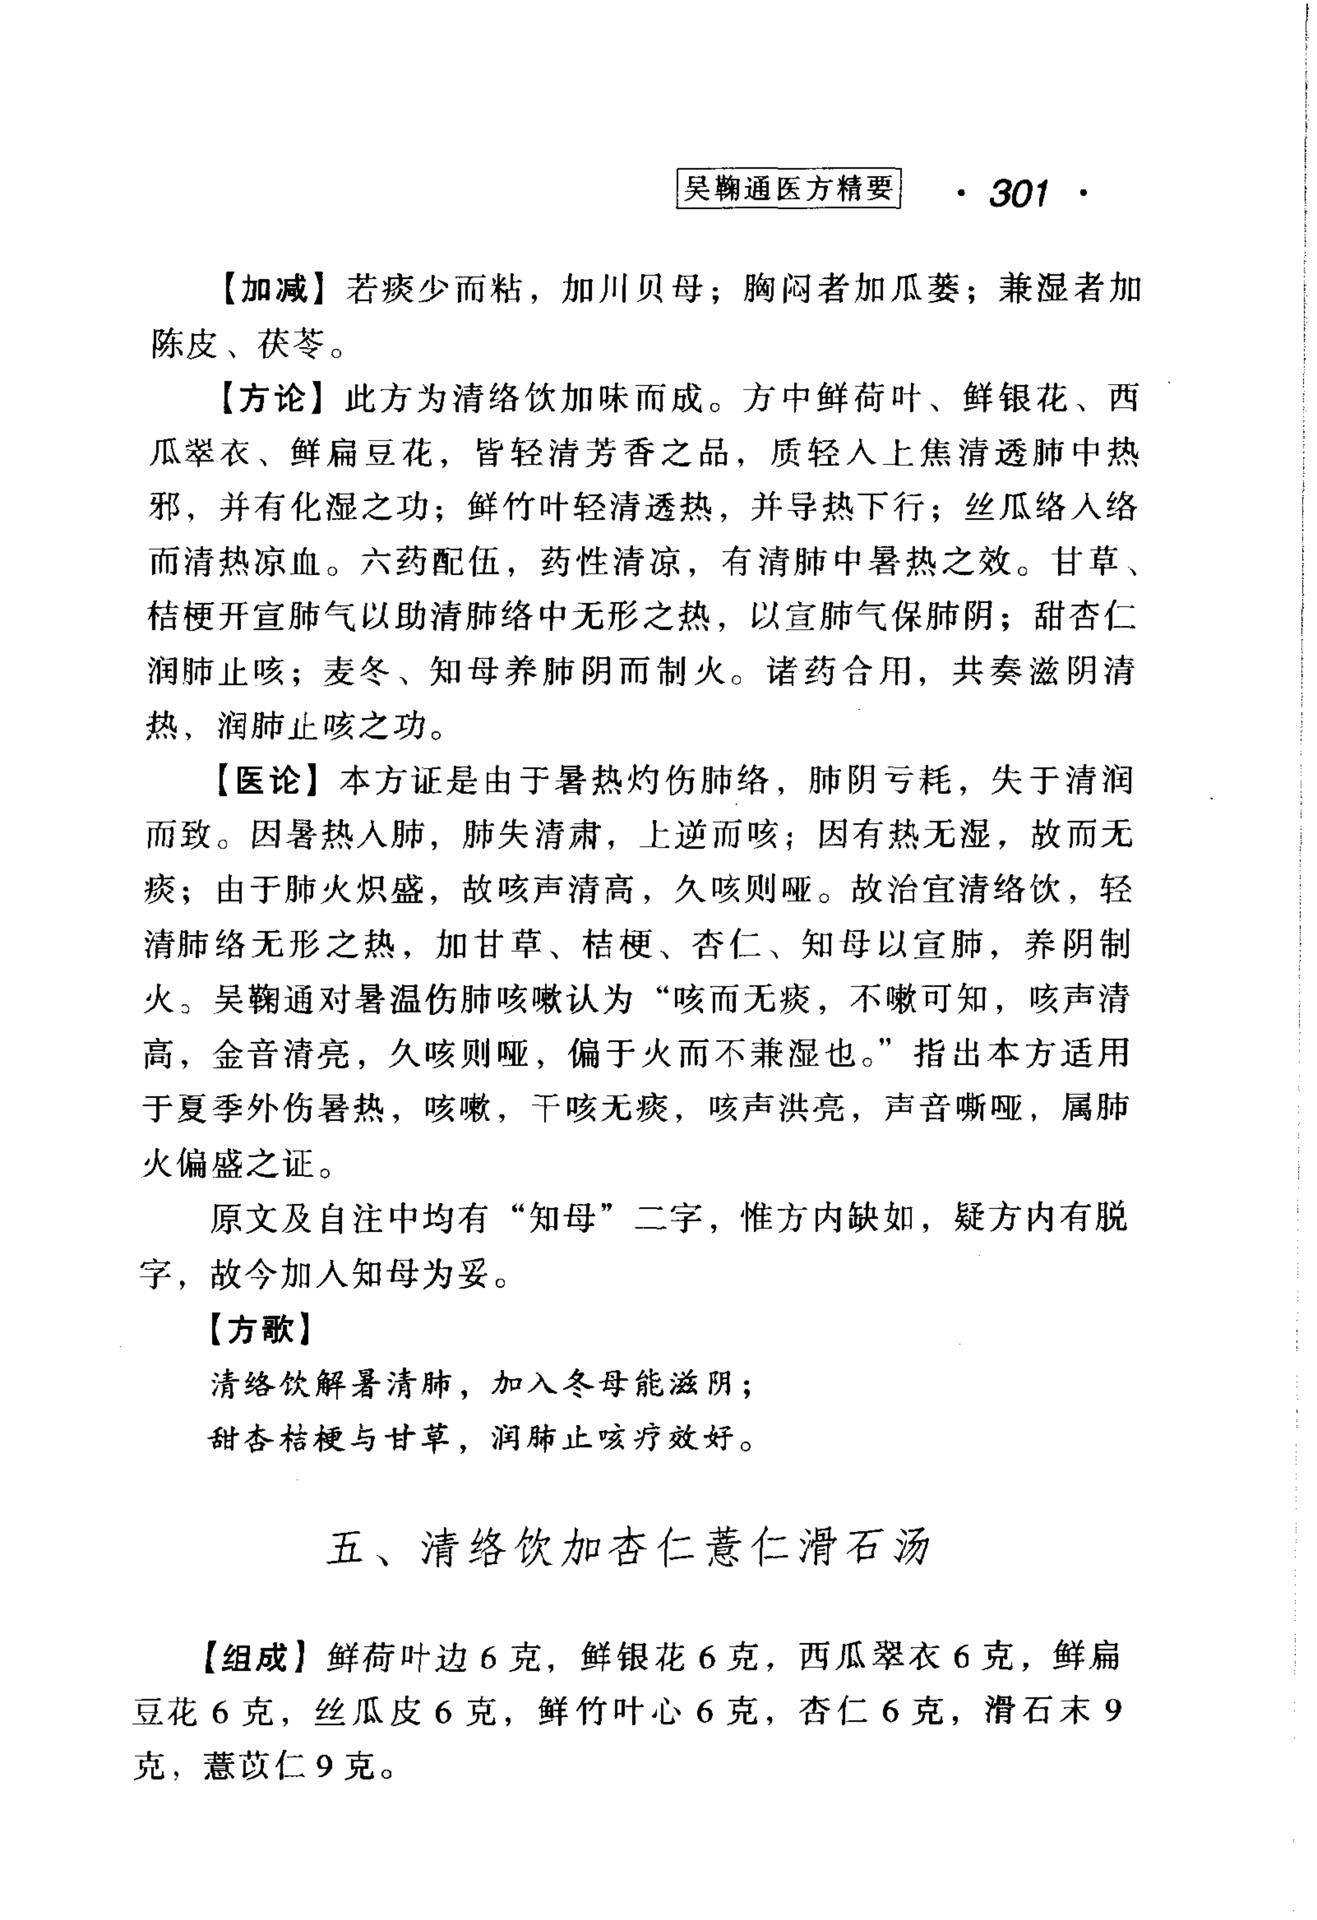 吴鞠通医方精要 · 301 ·
【加减】若痰少而粘，加川贝母；胸闷者加瓜蒌；兼湿者加
陈皮、茯苓。
【方论】此方为清络饮加味而成。方中鲜荷叶、鲜银花、西
瓜翠衣、鲜扁豆花，皆轻清芳香之品，质轻入上焦清透肺中热
邪，并有化湿之功；鲜竹叶轻清透热，并导热下行；丝瓜络入络
而清热凉血。六药配伍，药性清凉，有清肺中暑热之效。甘草、
桔梗开宣肺气以助清肺络中无形之热，以宣肺气保肺阴；甜杏仁
润肺止咳；麦冬、知母养肺阴而制火。诸药合用，共奏滋阴清
热，润肺止咳之功。
【医论】本方证是由于暑热灼伤肺络，肺阴亏耗，失于清润
而致。因暑热入肺，肺失清肃，上逆而咳；因有热无湿，故而无
痰；由于肺火炽盛，故咳声清高，久咳则哑。故治宜清络饮，轻
清肺络无形之热，加甘草、桔梗、杏仁、知母以宣肺，养阴制
火。吴鞠通对暑温伤肺咳嗽认为“咳而无痰，不嗽可知，咳声清
高，金音清亮，久咳则哑，偏于火而不兼湿也。”指出本方适用
于夏季外伤暑热，咳嗽，干咳无痰，咳声洪亮，声音嘶哑，属肺
火偏盛之证。
原文及自注中均有“知母”二字，惟方内缺如，疑方内有脱
字，故今加入知母为妥。
【方歌】
清络饮解暑清肺，加入冬母能滋阴；
甜杏桔梗与甘草，润肺止咳疗效好。
五、清络饮加杏仁薏仁滑石汤
【组成】鲜荷叶边 6 克，鲜银花 6 克，西瓜翠衣 6 克，鲜扁
豆花 6 克，丝瓜皮 6 克，鲜竹叶心 6 克，杏仁 6 克，滑石末 9
克，薏苡仁 9 克。